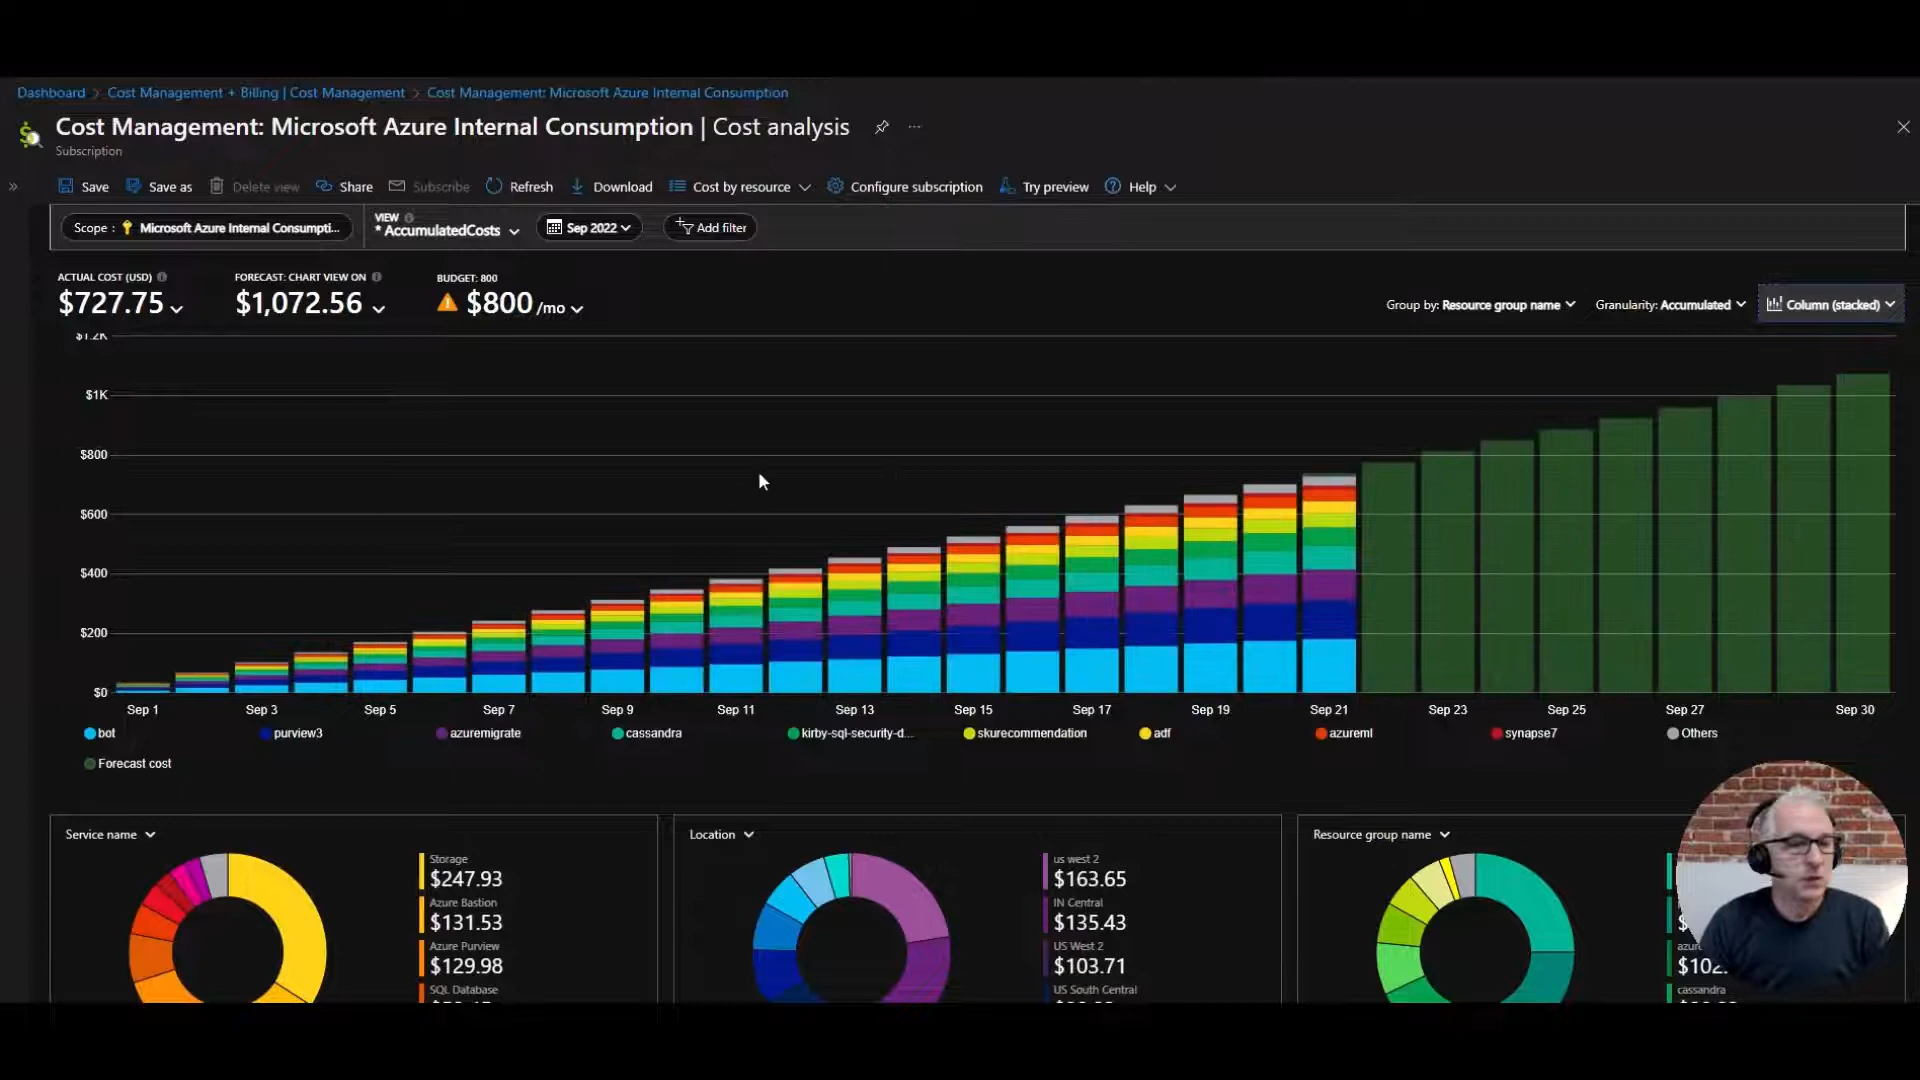 Dashboard > Cost Management + Billing | Cost Management > Cost Management: Microsoft Azure Internal Consumption
Cost Management: Microsoft Azure Internal Consumption | Cost analysis
Subscription
Save Save as Delete view Share Subscribe Refresh Download Cost by resource Configure subscription Try preview Help
Scope : Microsoft Azure Internal Consumpti... VIEW * AccumulatedCosts Sep 2022 Add filter
ACTUAL COST (USD) FORECAST: CHART VIEW ON BUDGET: 800
$727.75 $1,072.56 $800 /mo
Group by: Resource group name Granularity: Accumulated Column (stacked)
$1.2K
$1K
$800
$600
$400
$200
$0
Sep 1 Sep 3 Sep 5 Sep 7 Sep 9 Sep 11 Sep 13 Sep 15 Sep 17 Sep 19 Sep 21 Sep 23 Sep 25 Sep 27 Sep 30
bot purview3 azuremigrate cassandra kirby-sql-security-d... skurecommendation adf azureml synapse7 Others
Forecast cost
Service name
Storage
$247.93
Azure Bastion
$131.53
Azure Purview
$129.98
SQL Database
Location
us west 2
$163.65
IN Central
$135.43
US West 2
$103.71
US South Central
Resource group name
$102.
cassandra